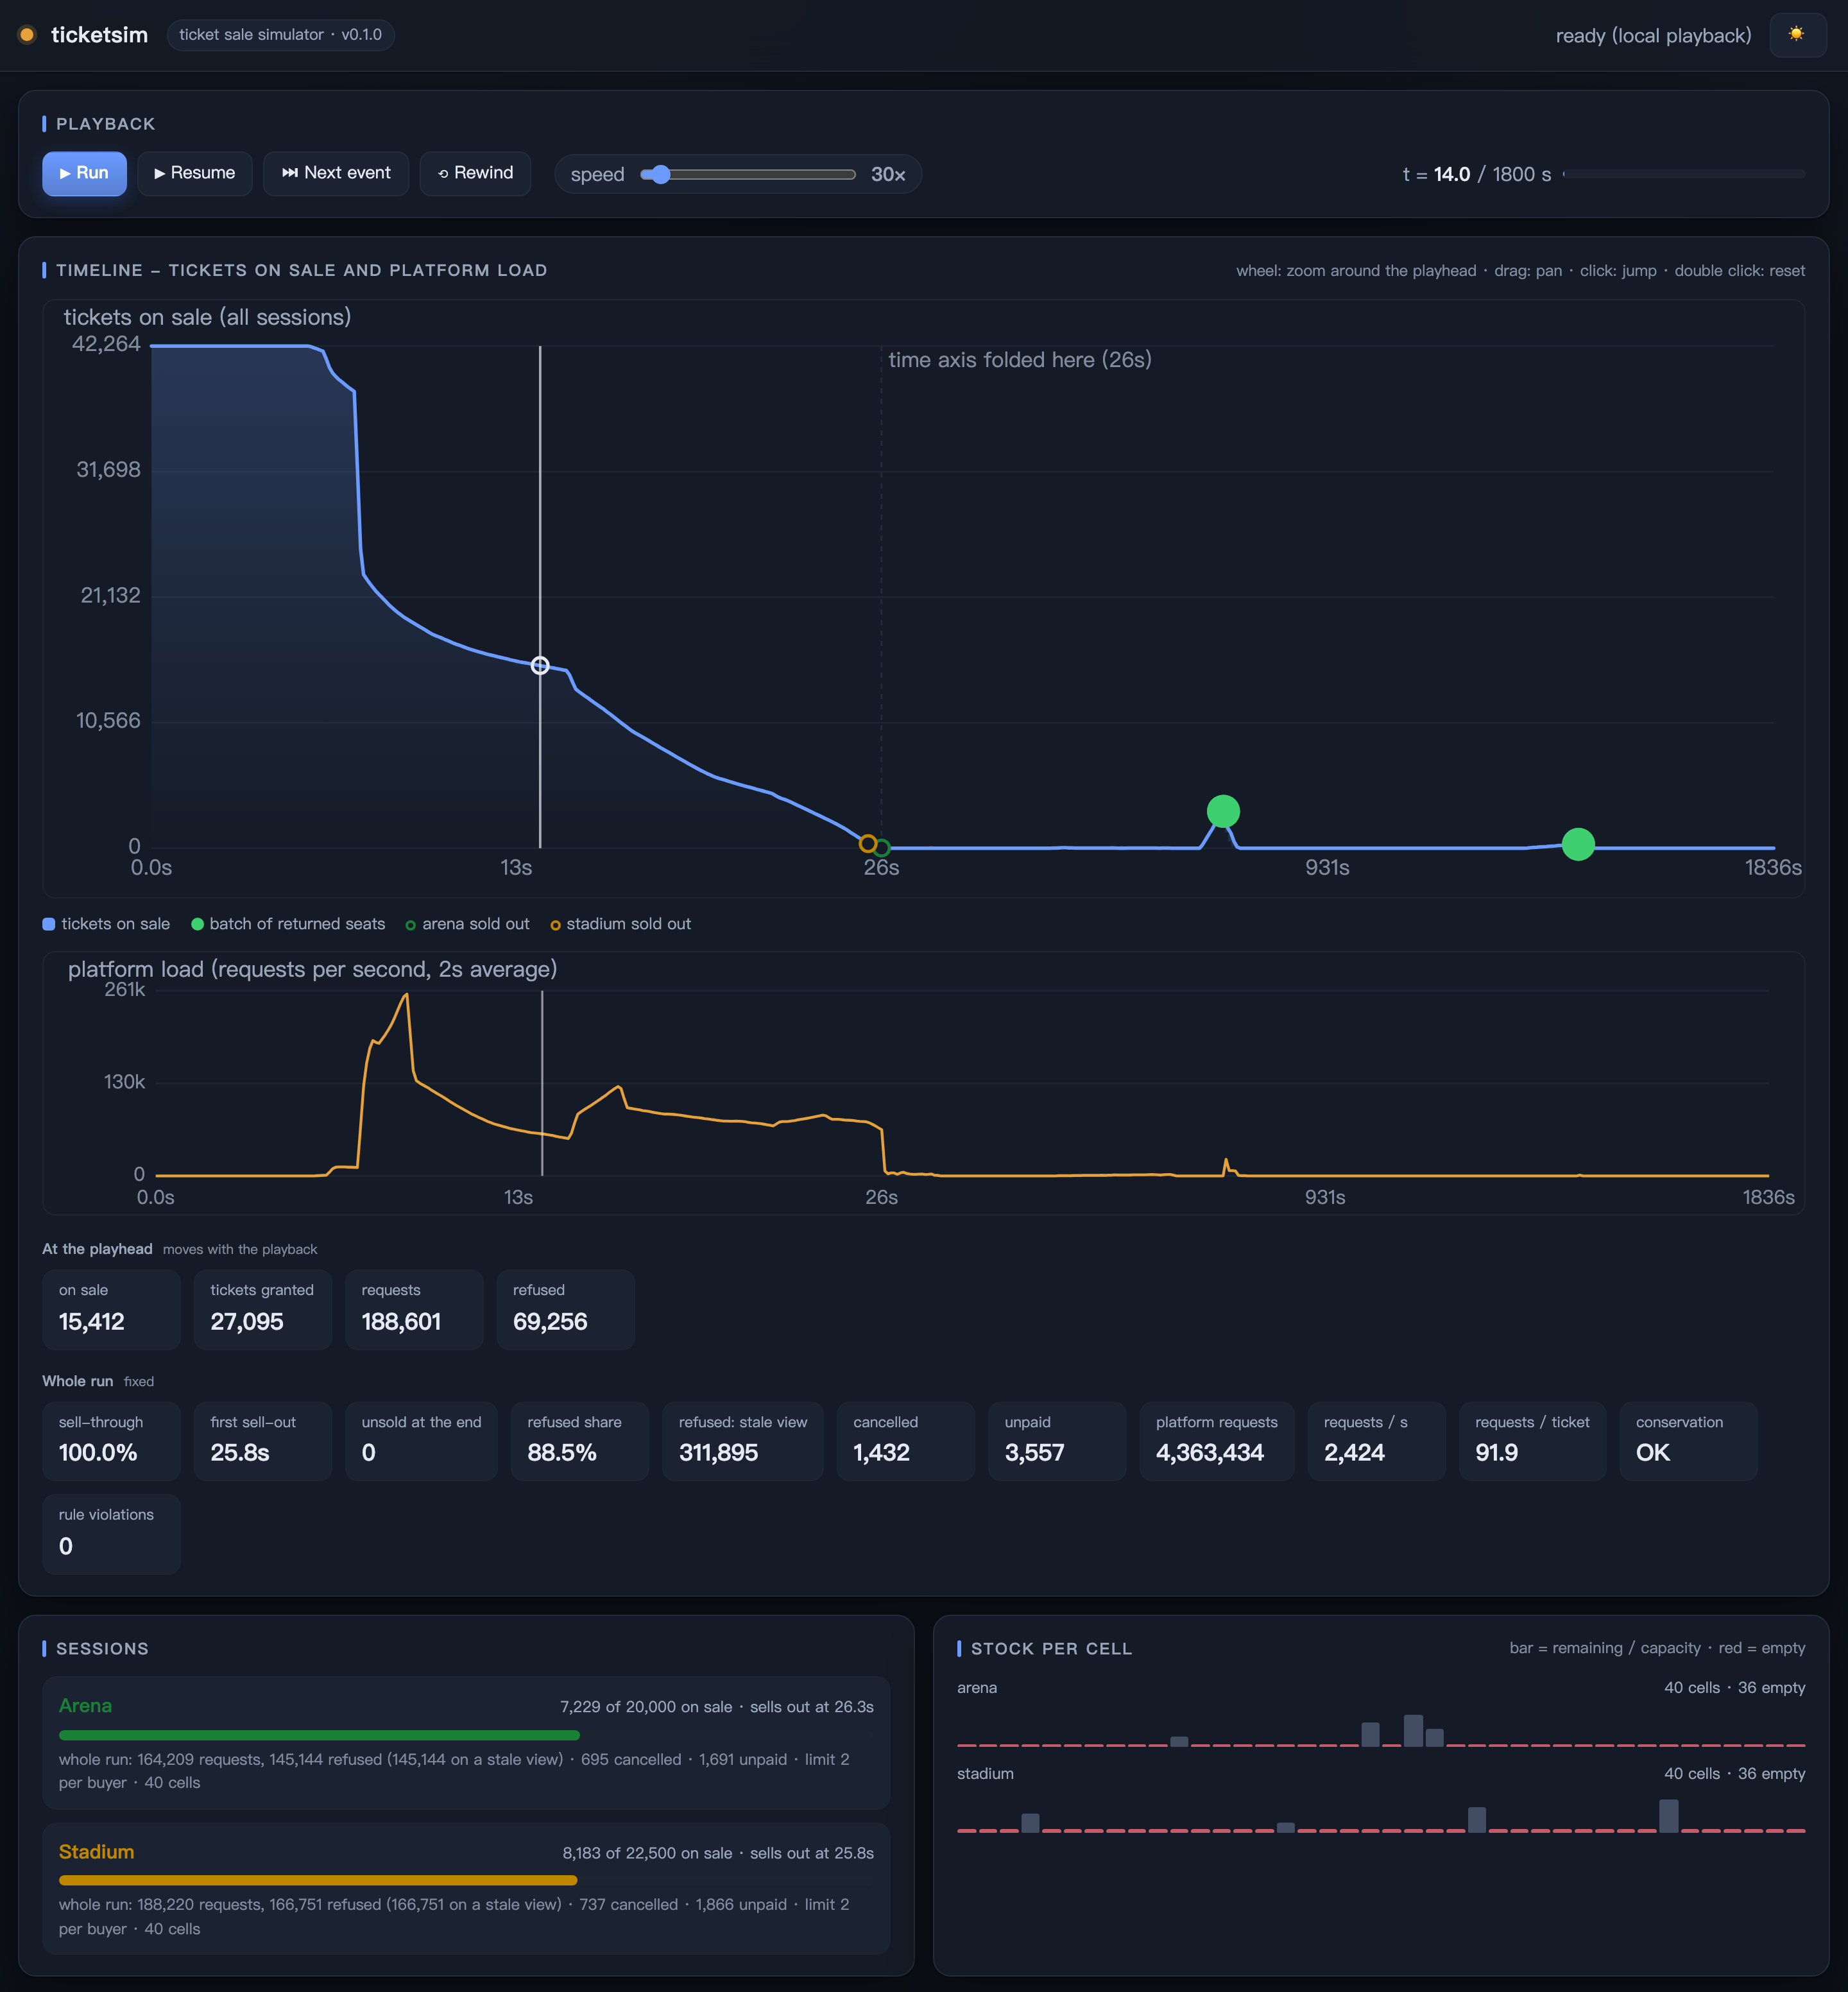 ticketsim
ticket sale simulator · v0.1.0
ready (local playback)
PLAYBACK
Run
Resume
Next event
Rewind
speed
30×
t = 14.0 / 1800 s
TIMELINE – TICKETS ON SALE AND PLATFORM LOAD
wheel: zoom around the playhead · drag: pan · click: jump · double click: reset
tickets on sale (all sessions)
42,264
time axis folded here (26s)
31,698
21,132
10,566
0
0.0s
13s
26s
931s
1836s
tickets on sale
batch of returned seats
arena sold out
stadium sold out
platform load (requests per second, 2s average)
261k
130k
0
0.0s
13s
26s
931s
1836s
At the playhead moves with the playback
on sale
15,412
tickets granted
27,095
requests
188,601
refused
69,256
Whole run fixed
sell-through
100.0%
first sell-out
25.8s
unsold at the end
0
refused share
88.5%
refused: stale view
311,895
cancelled
1,432
unpaid
3,557
platform requests
4,363,434
requests / s
2,424
requests / ticket
91.9
conservation
OK
rule violations
0
SESSIONS
Arena
7,229 of 20,000 on sale · sells out at 26.3s
whole run: 164,209 requests, 145,144 refused (145,144 on a stale view) · 695 cancelled · 1,691 unpaid · limit 2
per buyer · 40 cells
Stadium
8,183 of 22,500 on sale · sells out at 25.8s
whole run: 188,220 requests, 166,751 refused (166,751 on a stale view) · 737 cancelled · 1,866 unpaid · limit 2
per buyer · 40 cells
STOCK PER CELL
bar = remaining / capacity · red = empty
arena
40 cells · 36 empty
stadium
40 cells · 36 empty